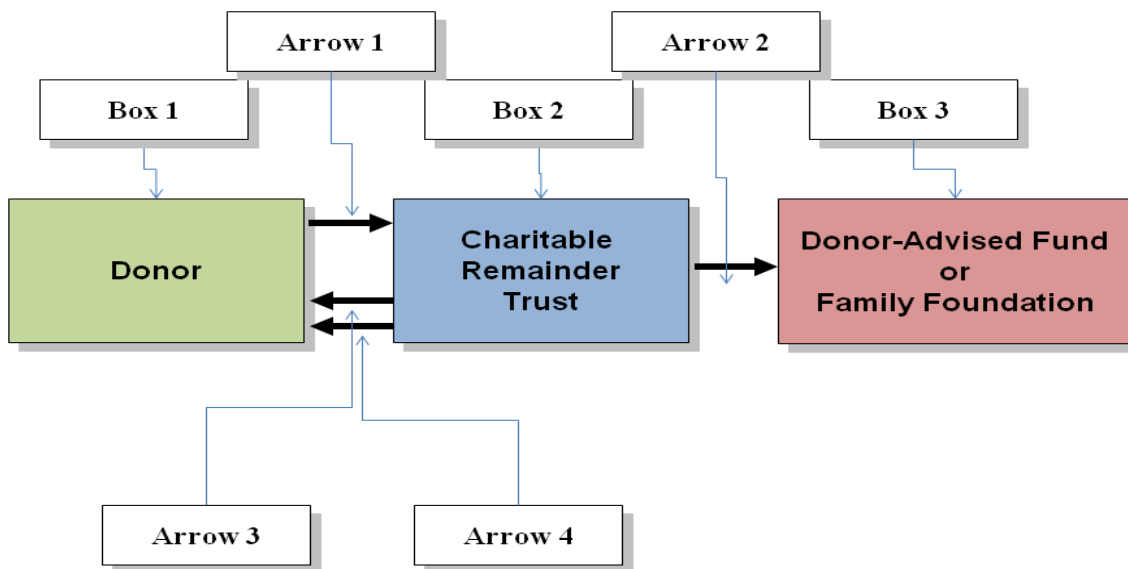 Arrow 1
Arrow 2
Box 1
Box 2
Box 3
Donor
Charitable
Remainder
Trust
Donor-Advised Fund
or
Family Foundation
Arrow 3
Arrow 4